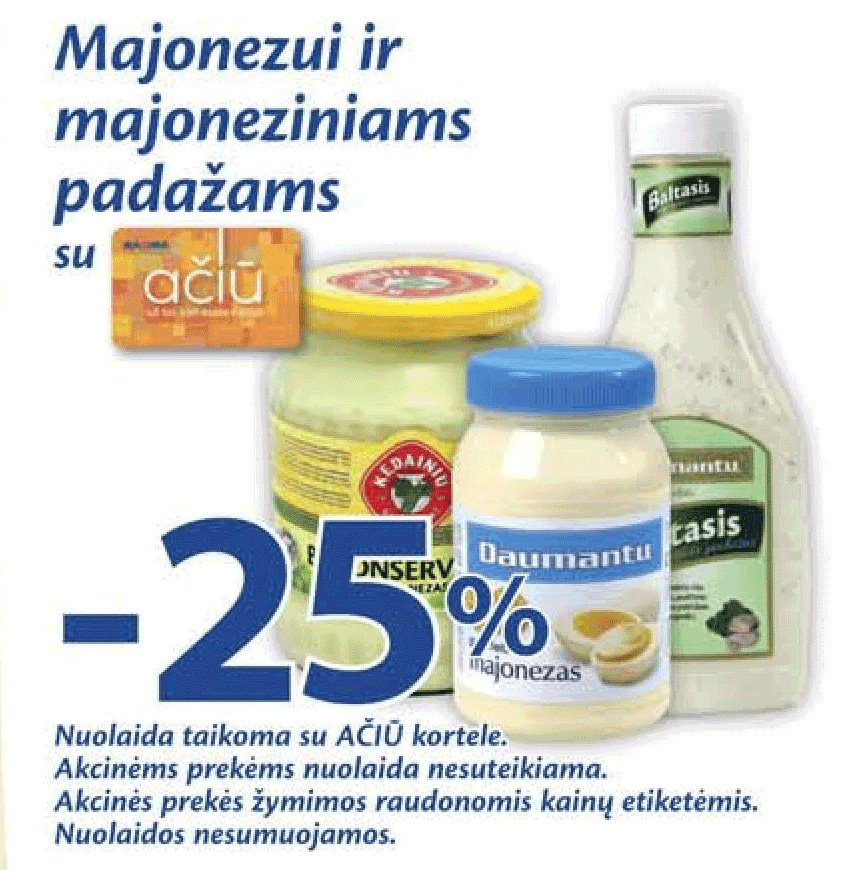 Majonezui ir
majoneziniams
padažams
su
ačiū
Baltasis
KĖDAINIŲ
Daumantu
majonezas
-25%
Nuolaida taikoma su AČIŪ kortele.
Akcinėms prekėms nuolaida nesuteikiama.
Akcinės prekės žymimos raudonomis kainų etiketėmis.
Nuolaidos nesumuojamos.